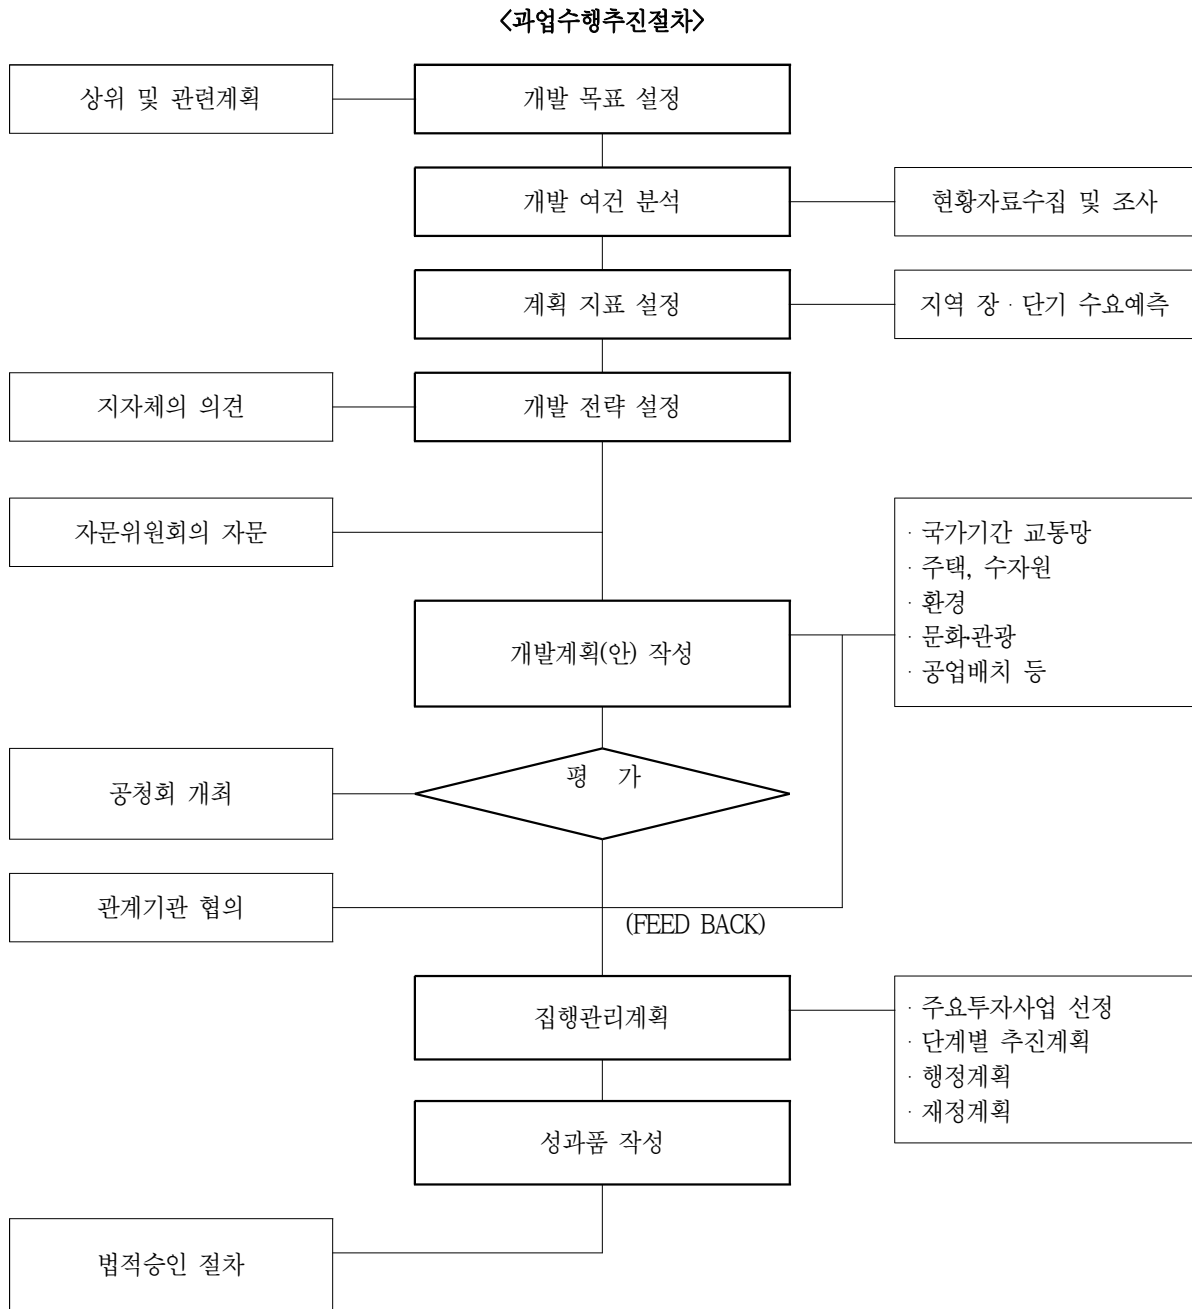 <과업수행추진절차>
상위 및 관련계획
개발 목표 설정
개발 여건 분석
현황자료수집 및 조사
계획 지표 설정
지역 장·단기 수요예측
지자체의 의견
개발 전략 설정
자문위원회의 자문
· 국가기간 교통망
· 주택, 수자원
· 환경
· 문화·관광
· 공업배치 등
개발계획(안) 작성
평 가
공청회 개최
관계기관 협의
(FEED BACK)
집행관리계획
· 주요투자사업 선정
· 단계별 추진계획
· 행정계획
· 재정계획
성과품 작성
법적승인 절차